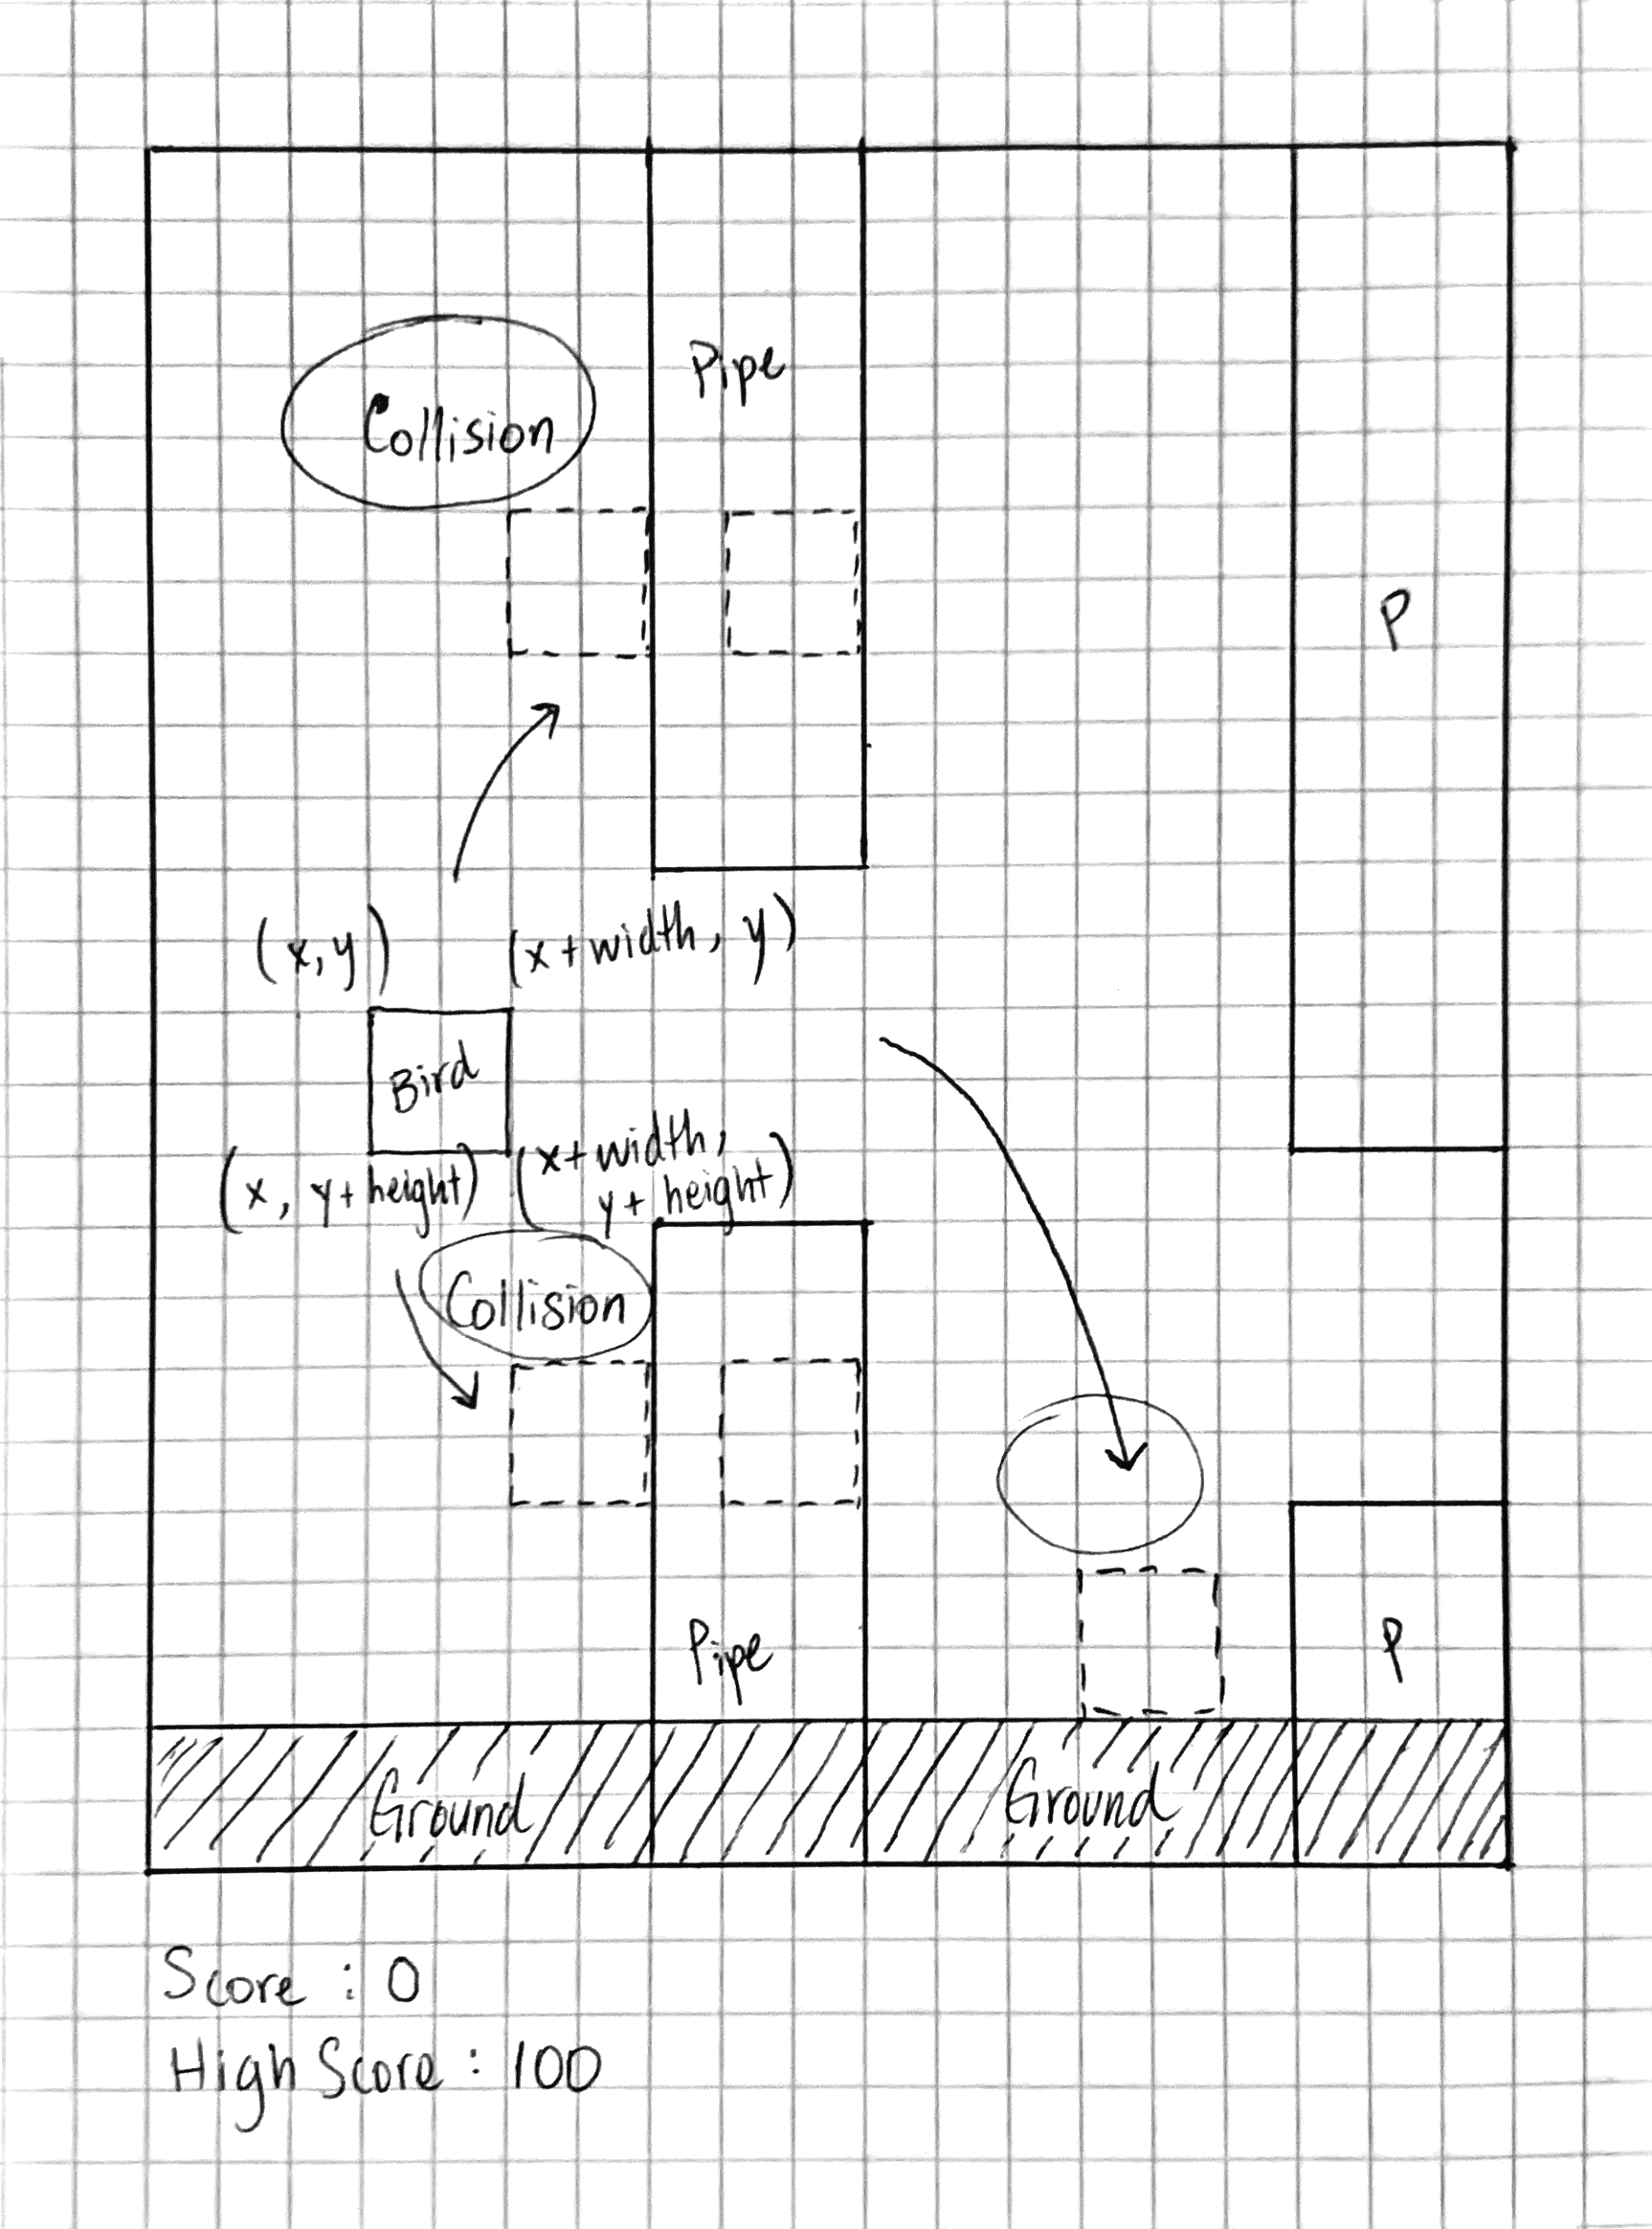 Pipe
Collision
P
(x, y)
(x + width, y)
Bird
(x, y + height)
(x + width,
y + height)
Collision
Pipe
P
Ground
Ground
Score : 0
High Score : 100